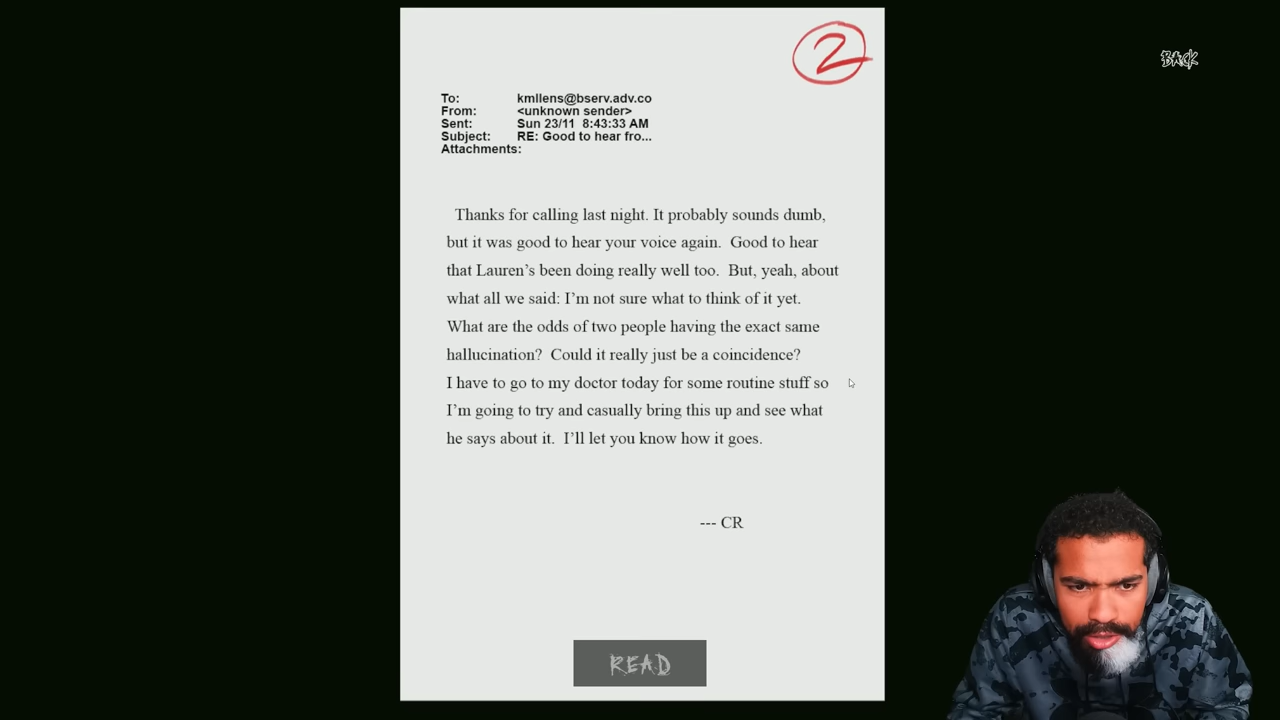 2
BACK
To: kmllens@bserv.adv.co
From: <unknown sender>
Sent: Sun 23/11 8:43:33 AM
Subject: RE: Good to hear fro...
Attachments:
Thanks for calling last night. It probably sounds dumb,
but it was good to hear your voice again. Good to hear
that Lauren’s been doing really well too. But, yeah, about
what all we said: I’m not sure what to think of it yet.
What are the odds of two people having the exact same
hallucination? Could it really just be a coincidence?
I have to go to my doctor today for some routine stuff so
I’m going to try and casually bring this up and see what
he says about it. I’ll let you know how it goes.
--- CR
READ